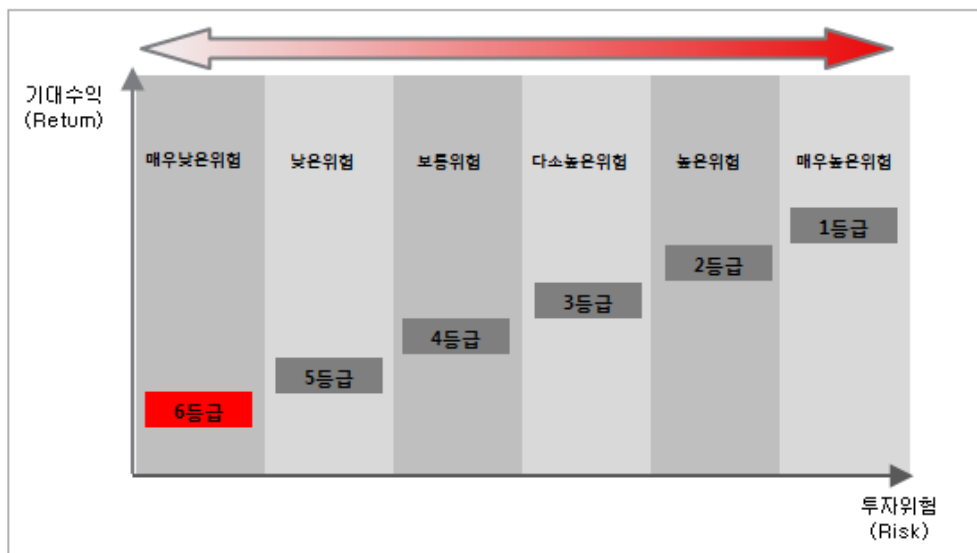 기대수익
(Return)
매우낮은위험
낮은위험
보통위험
다소높은위험
높은위험
매우높은위험
1등급
2등급
3등급
4등급
5등급
6등급
투자위험
(Risk)